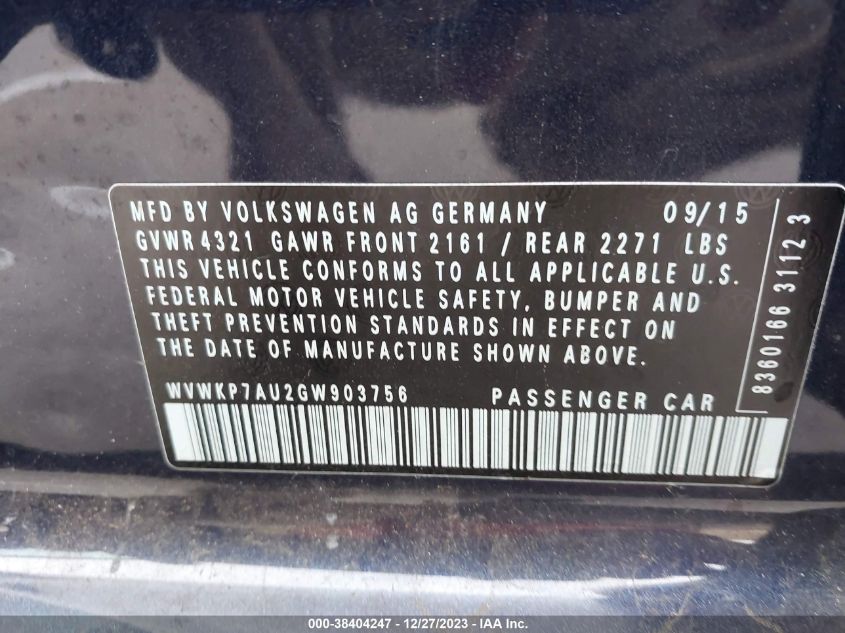 MFD BY VOLKSWAGEN AG GERMANY 09/15
GVWR 4321 GAWR FRONT 2161 / REAR 2271 LBS
THIS VEHICLE CONFORMS TO ALL APPLICABLE U.S.
FEDERAL MOTOR VEHICLE SAFETY, BUMPER AND
THEFT PREVENTION STANDARDS IN EFFECT ON
THE DATE OF MANUFACTURE SHOWN ABOVE.
WVWKP7AU2GW903756 PASSENGER CAR
8360166 3112 3
000-38404247 - 12/27/2023 - IAA Inc.